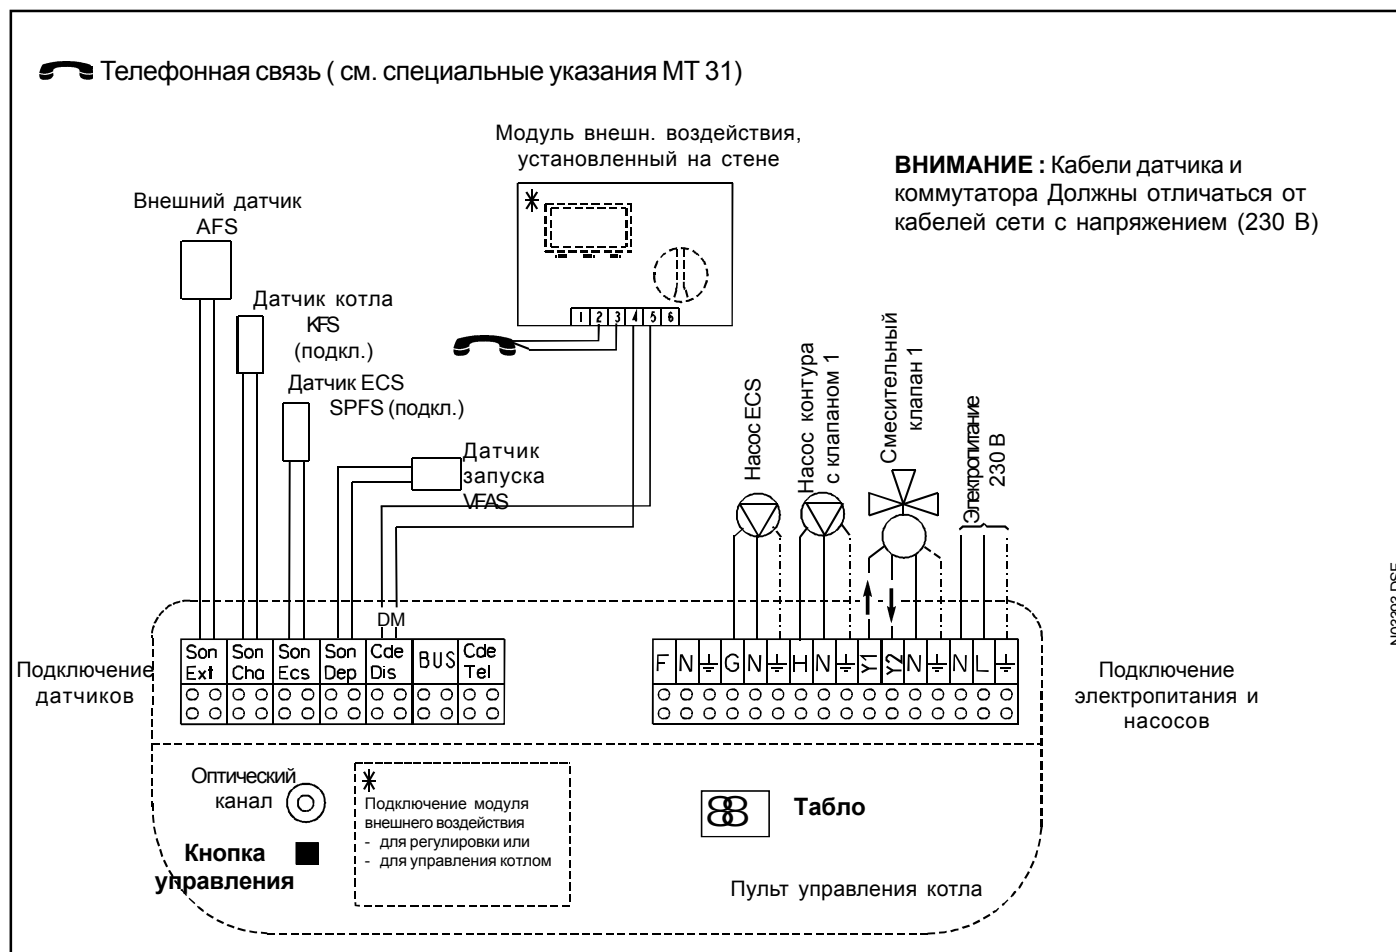 Телефонная связь ( см. специальные указания МТ 31)
Модуль внешн. воздействия,
установленный на стене
ВНИМАНИЕ : Кабели датчика и
коммутатора Должны отличаться от
кабелей сети с напряжением (230 В)
Внешний датчик
AFS
Датчик котла
KFS
(подкл.)
Датчик ECS
SPFS (подкл.)
Датчик
запуска
VFAS
1 2 3 4 5 6
Насос ECS
Насос контура
с клапаном 1
Смесительный
клапан 1
Электропитание
230 В
DM
Подключение
датчиков
Son Ext
Son Cha
Son Ecs
Son Dep
Cde Dis
BUS
Cde Tel
F N G N H N Y1 Y2 N N L
Подключение
электропитания и
насосов
Оптический
канал
Кнопка
управления
Подключение модуля
внешнего воздействия
- для регулировки или
- для управления котлом
88
Табло
Пульт управления котла